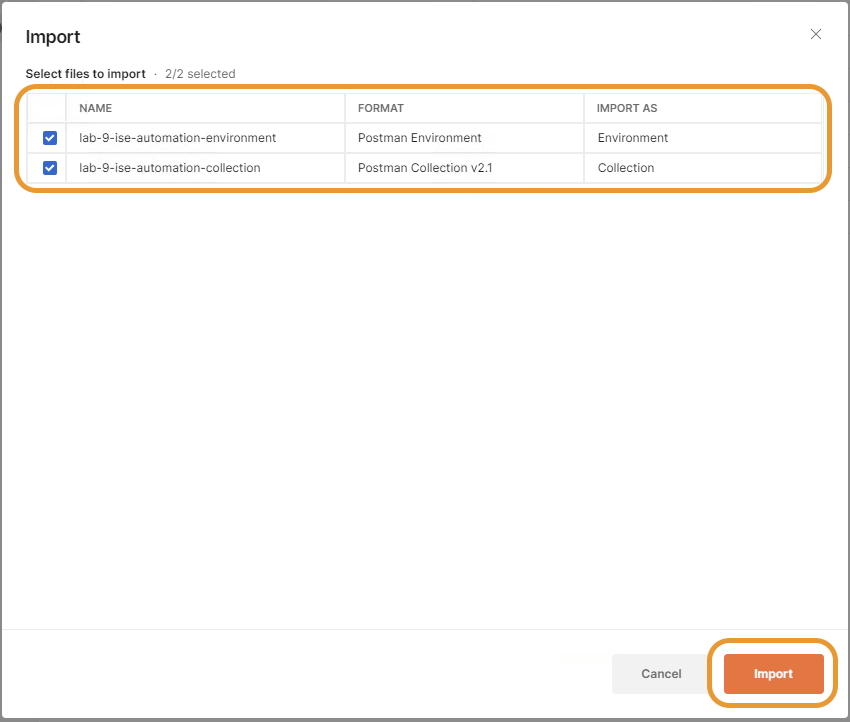 Import
Select files to import · 2/2 selected
NAME FORMAT IMPORT AS
lab-9-ise-automation-environment Postman Environment Environment
lab-9-ise-automation-collection Postman Collection v2.1 Collection
Cancel Import